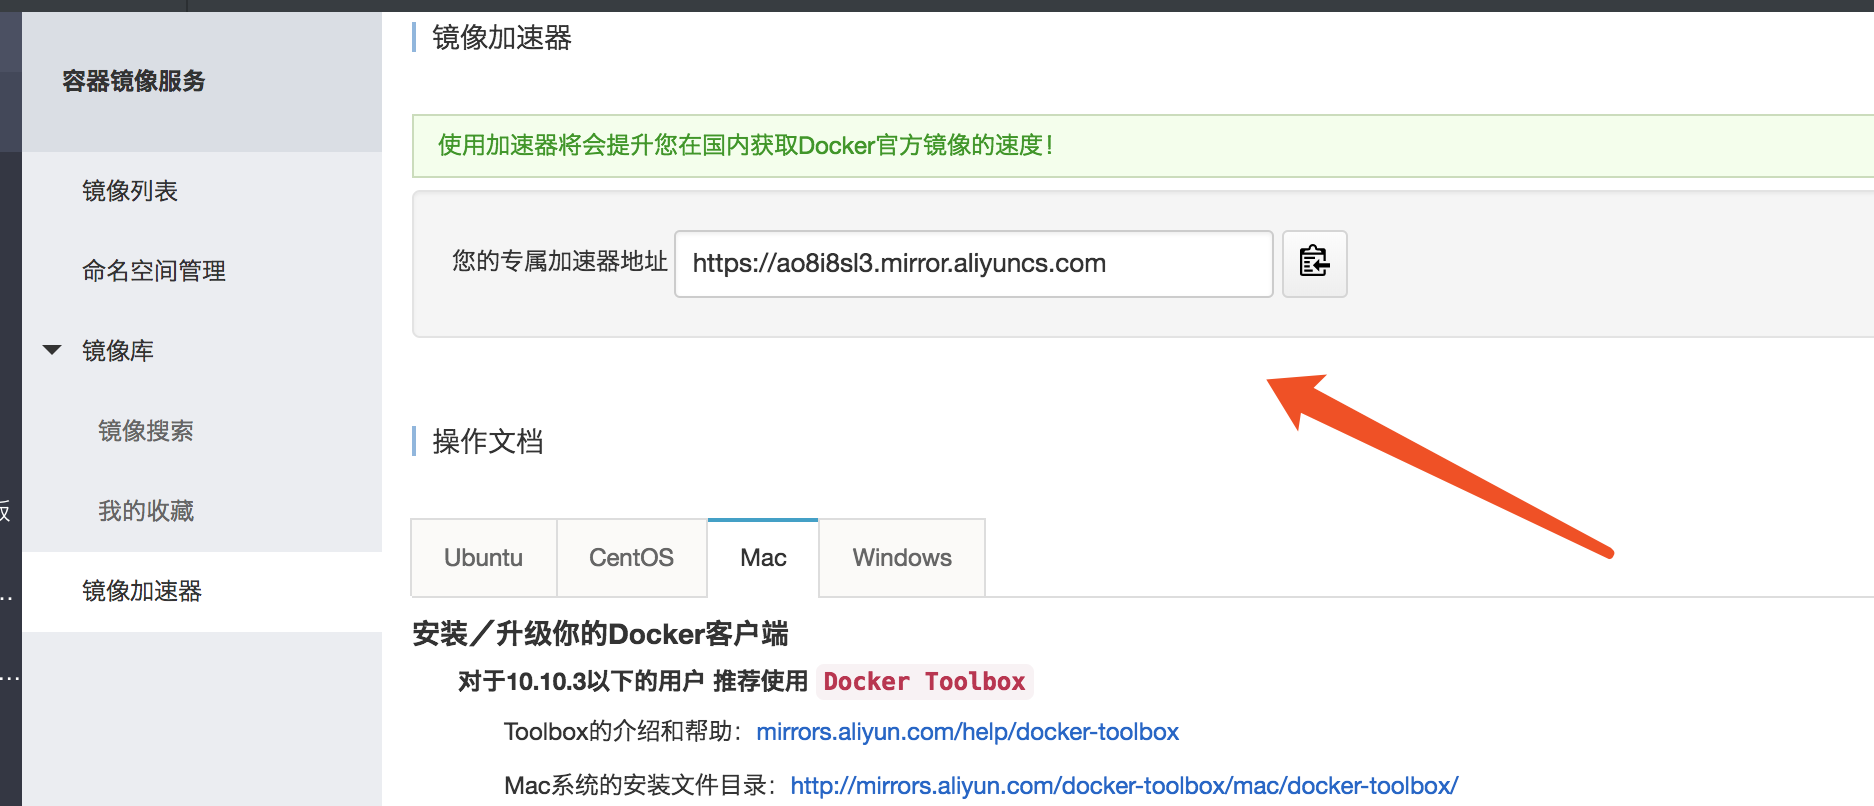 容器镜像服务
镜像列表
命名空间管理
镜像库
镜像搜索
我的收藏
镜像加速器
镜像加速器
使用加速器将会提升您在国内获取Docker官方镜像的速度！
您的专属加速器地址 https://ao8i8sl3.mirror.aliyuncs.com
操作文档
Ubuntu CentOS Mac Windows
安装／升级你的Docker客户端
对于10.10.3以下的用户 推荐使用 Docker Toolbox
Toolbox的介绍和帮助：mirrors.aliyun.com/help/docker-toolbox
Mac系统的安装文件目录：http://mirrors.aliyun.com/docker-toolbox/mac/docker-toolbox/